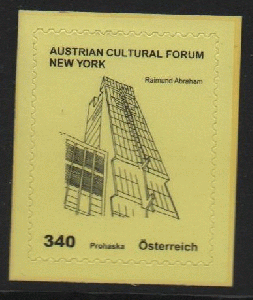 AUSTRIAN CULTURAL FORUM
NEW YORK
Raimund Abraham
340 Prohaska Österreich